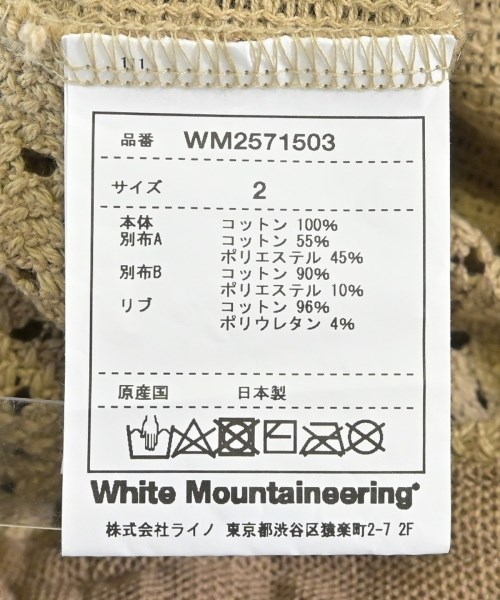 品番 WM2571503
サイズ 2
本体 コットン 100%
別布A コットン 55%
ポリエステル 45%
別布B コットン 90%
ポリエステル 10%
リブ コットン 96%
ポリウレタン 4%
原産国 日本製
White Mountaineering®
株式会社ライノ 東京都渋谷区猿楽町2-7 2F